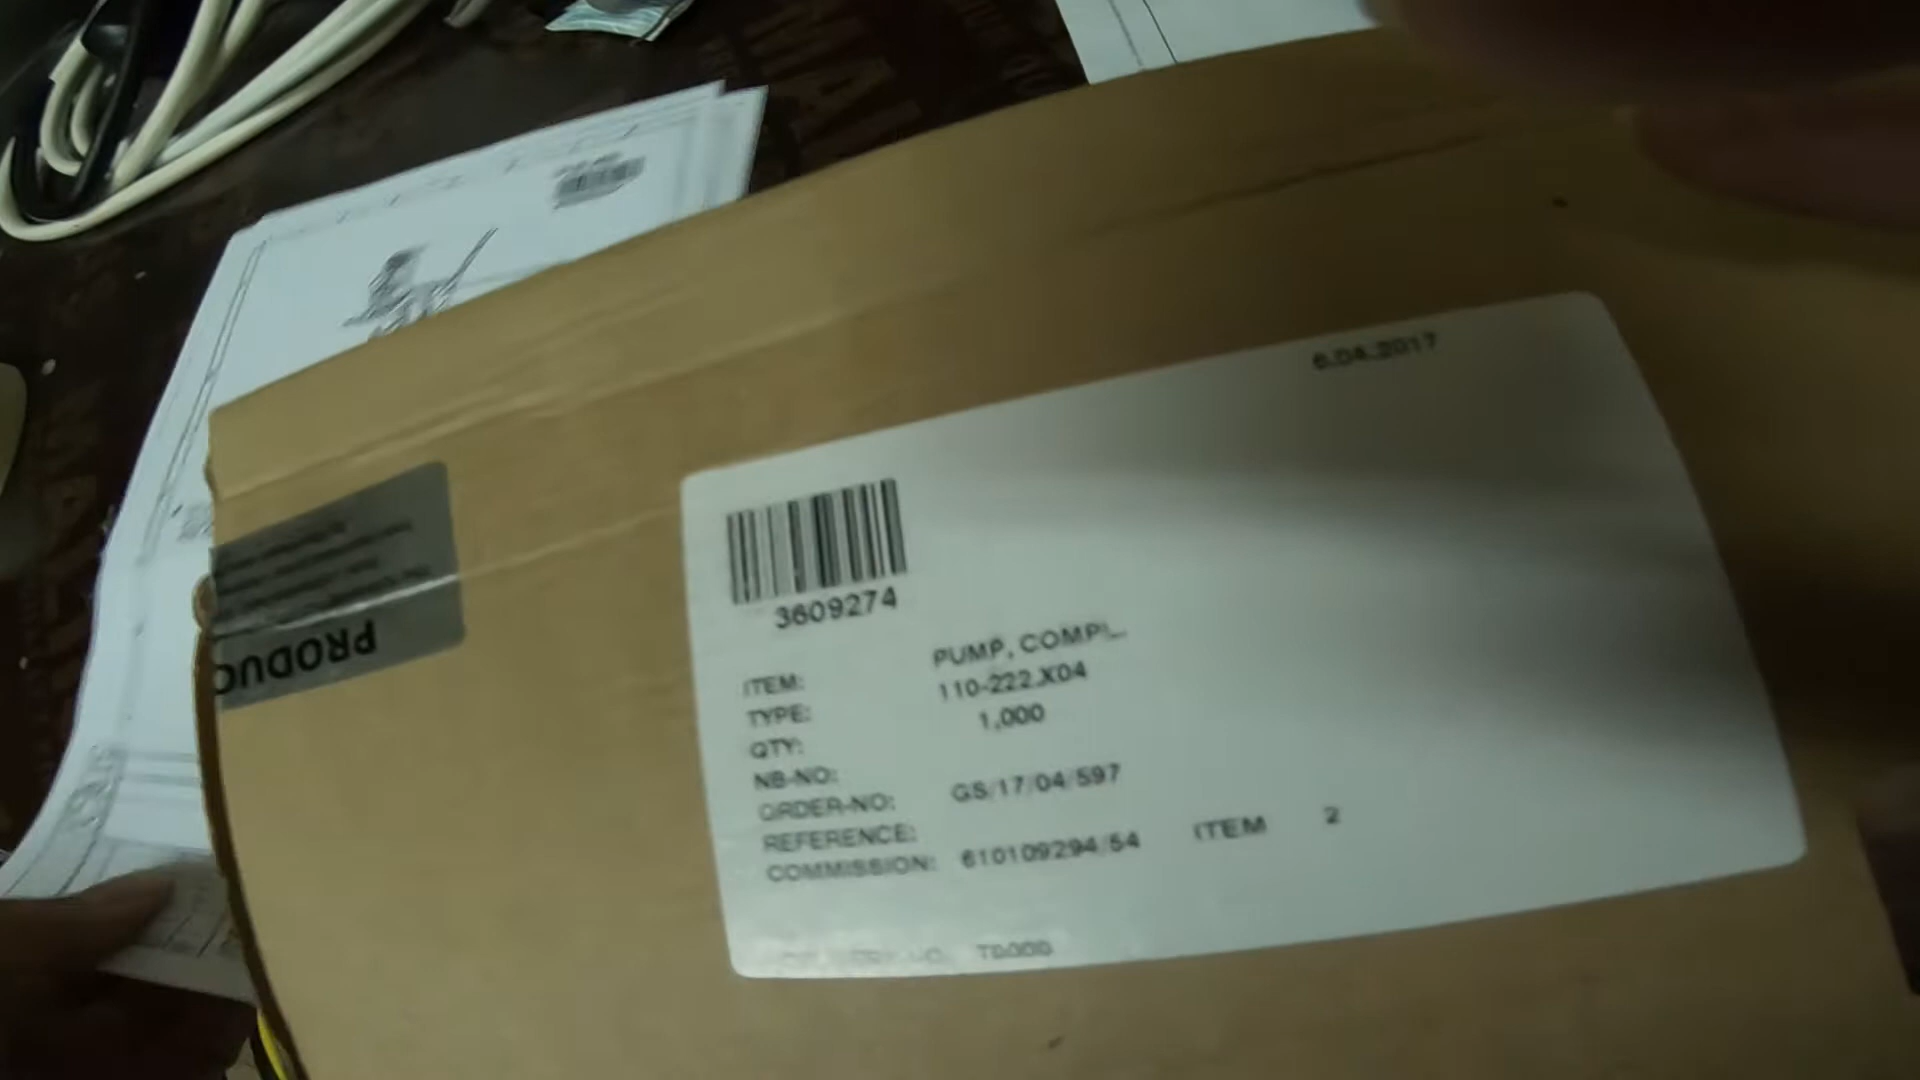 6.04.2017
3609274
ITEM: PUMP, COMPL.
TYPE: 110-222.X04
QTY: 1,000
NB-NO:
ORDER-NO: GS/17/04/597
REFERENCE:
COMMISSION: 610109294/54 ITEM 2
PRODUC